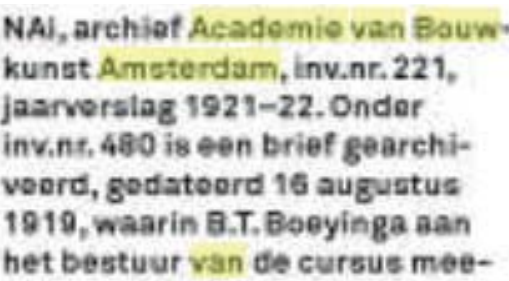 NAi, archief Academie van Bouw-
kunst Amsterdam, inv.nr. 221,
jaarverslag 1921–22. Onder
inv.nr. 480 is een brief gearchi-
veerd, gedateerd 16 augustus
1919, waarin B.T. Boeyinga aan
het bestuur van de cursus mee-